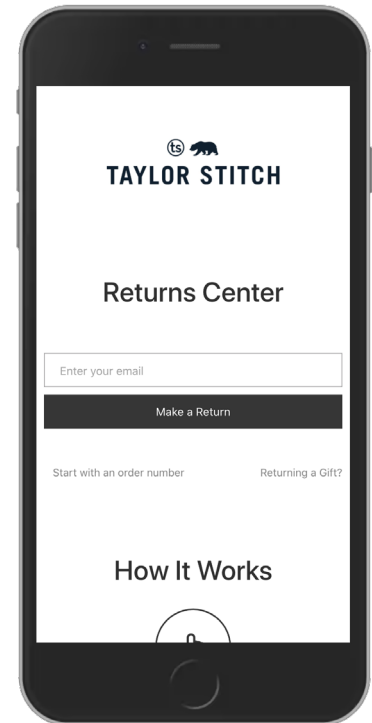 ts
TAYLOR STITCH
Returns Center
Enter your email
Make a Return
Start with an order number
Returning a Gift?
How It Works